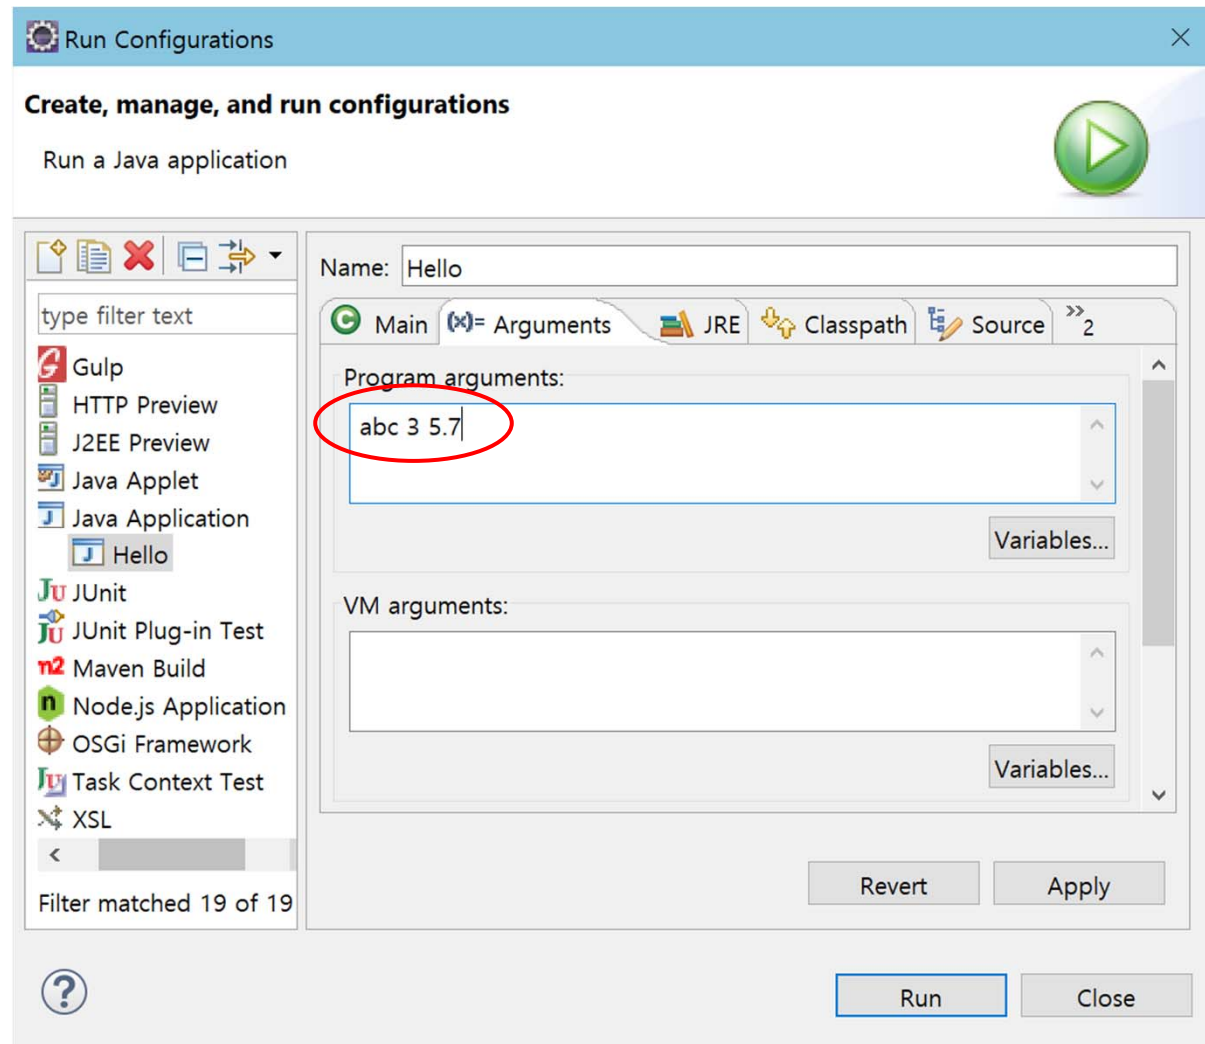 Run Configurations
Create, manage, and run configurations
Run a Java application
type filter text
Gulp
HTTP Preview
J2EE Preview
Java Applet
Java Application
Hello
JUnit
JUnit Plug-in Test
Maven Build
Node.js Application
OSGi Framework
Task Context Test
XSL
Filter matched 19 of 19
Name: Hello
Main (x)= Arguments JRE Classpath Source »2
Program arguments:
abc 3 5.7
Variables...
VM arguments:
Variables...
Revert Apply
Run Close